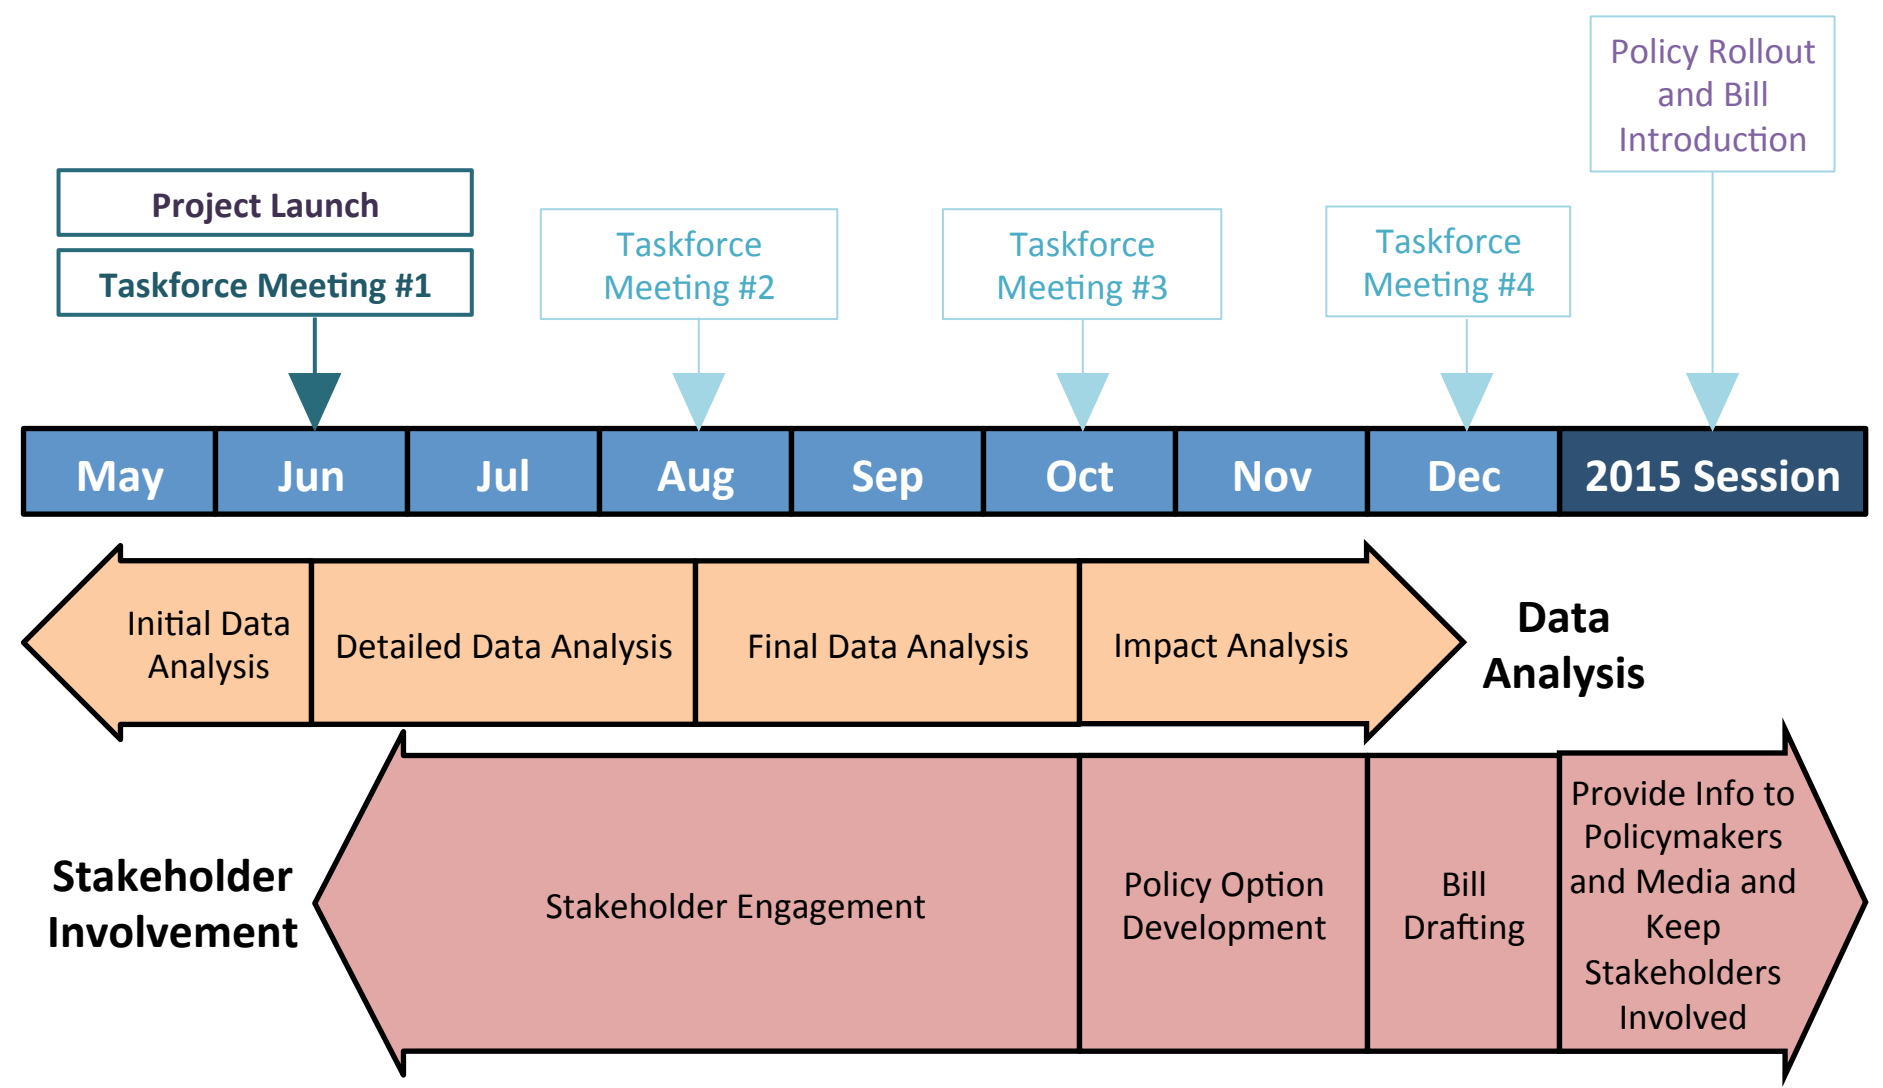 Policy Rollout
and Bill
Introduction
Project Launch
Taskforce Meeting #1
Taskforce
Meeting #2
Taskforce
Meeting #3
Taskforce
Meeting #4
May
Jun
Jul
Aug
Sep
Oct
Nov
Dec
2015 Session
Initial Data
Analysis
Detailed Data Analysis
Final Data Analysis
Impact Analysis
Data
Analysis
Stakeholder
Involvement
Stakeholder Engagement
Policy Option
Development
Bill
Drafting
Provide Info to
Policymakers
and Media and
Keep
Stakeholders
Involved